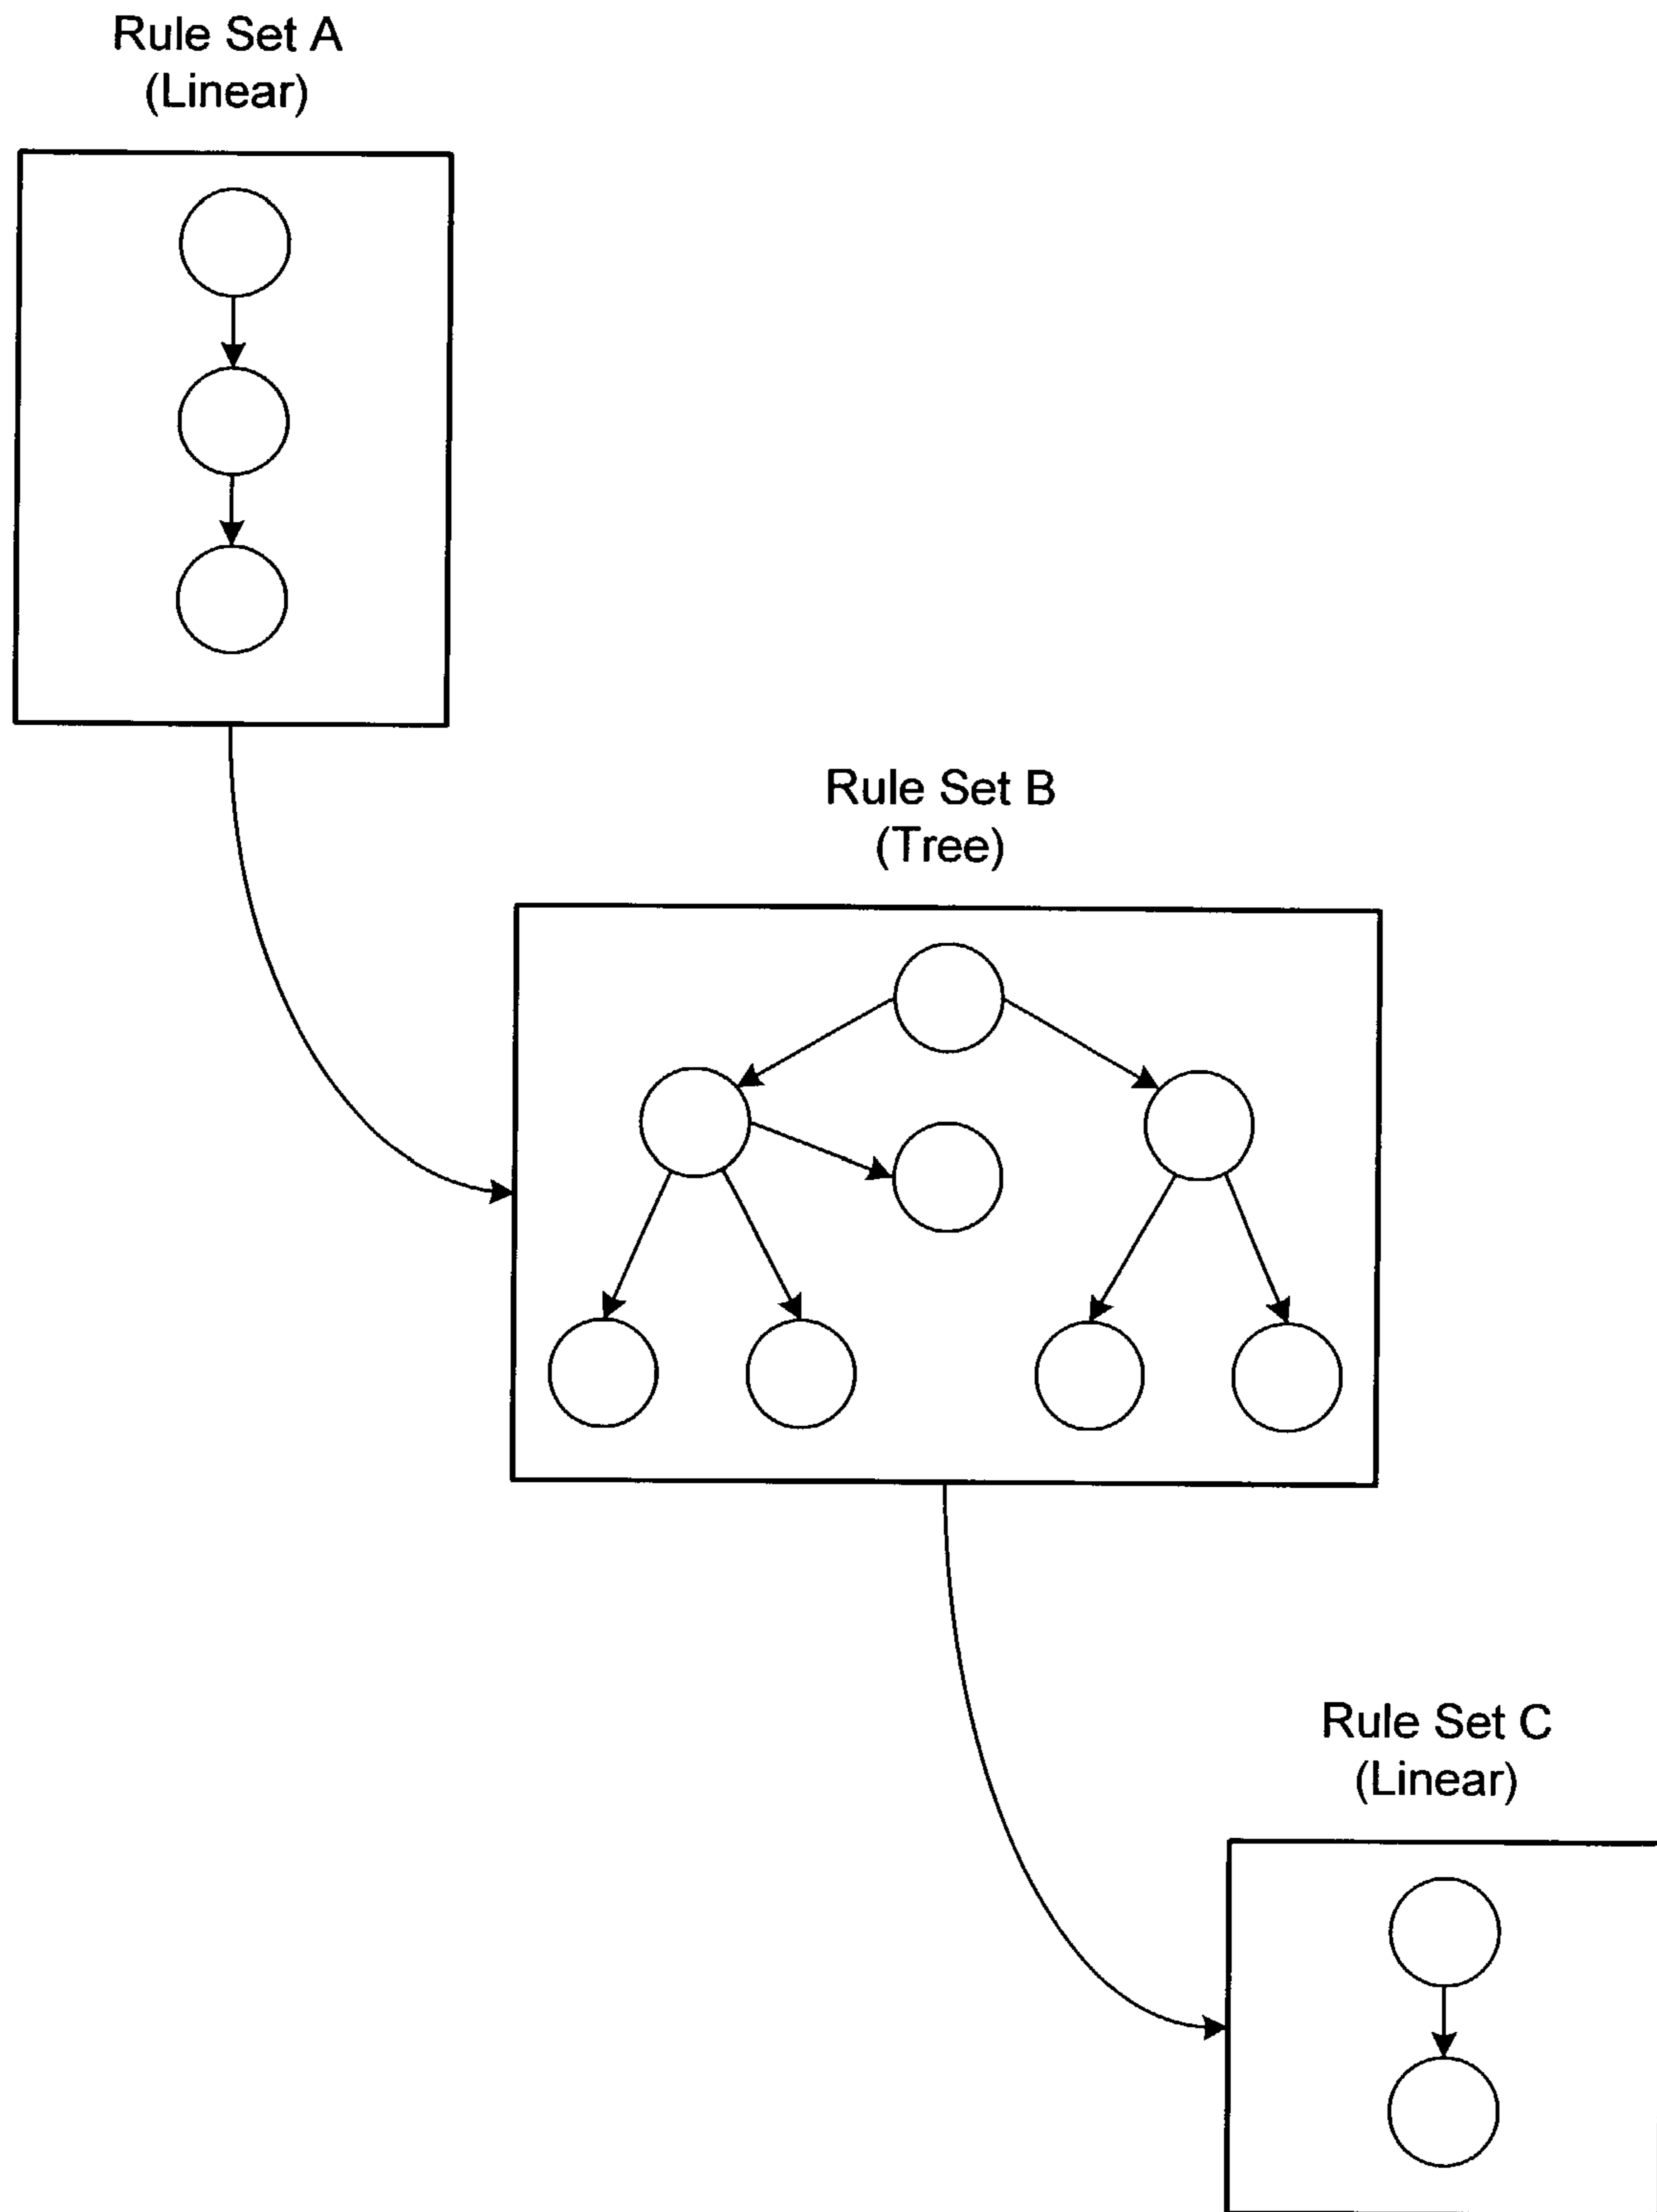 Rule Set A
(Linear)
Rule Set B
(Tree)
Rule Set C
(Linear)